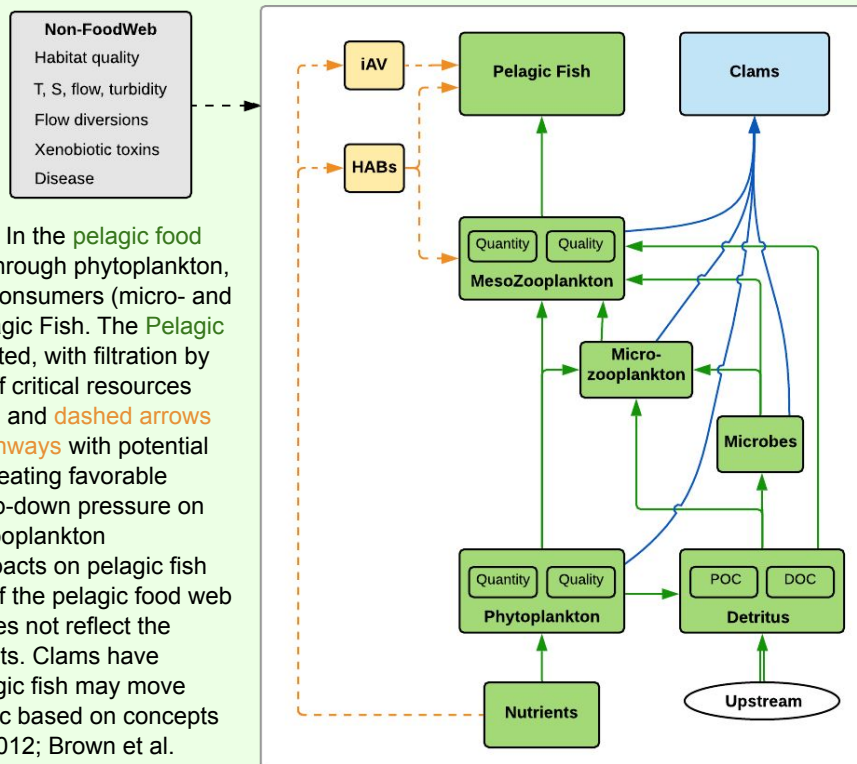 Non-FoodWeb
Habitat quality
T, S, flow, turbidity
Flow diversions
Xenobiotic toxins
Disease
In the pelagic food
hrough phytoplankton,
onsumers (micro- and
agic Fish. The Pelagic
ted, with filtration by
f critical resources
and dashed arrows
hways with potential
eating favorable
p-down pressure on
ooplankton
pacts on pelagic fish
of the pelagic food web
es not reflect the
ts. Clams have
gic fish may move
c based on concepts
012; Brown et al.
iAV
Pelagic Fish
Clams
HABs
Quantity
Quality
MesoZooplankton
Micro-
zooplankton
Microbes
Quantity
Quality
Phytoplankton
POC
DOC
Detritus
Nutrients
Upstream